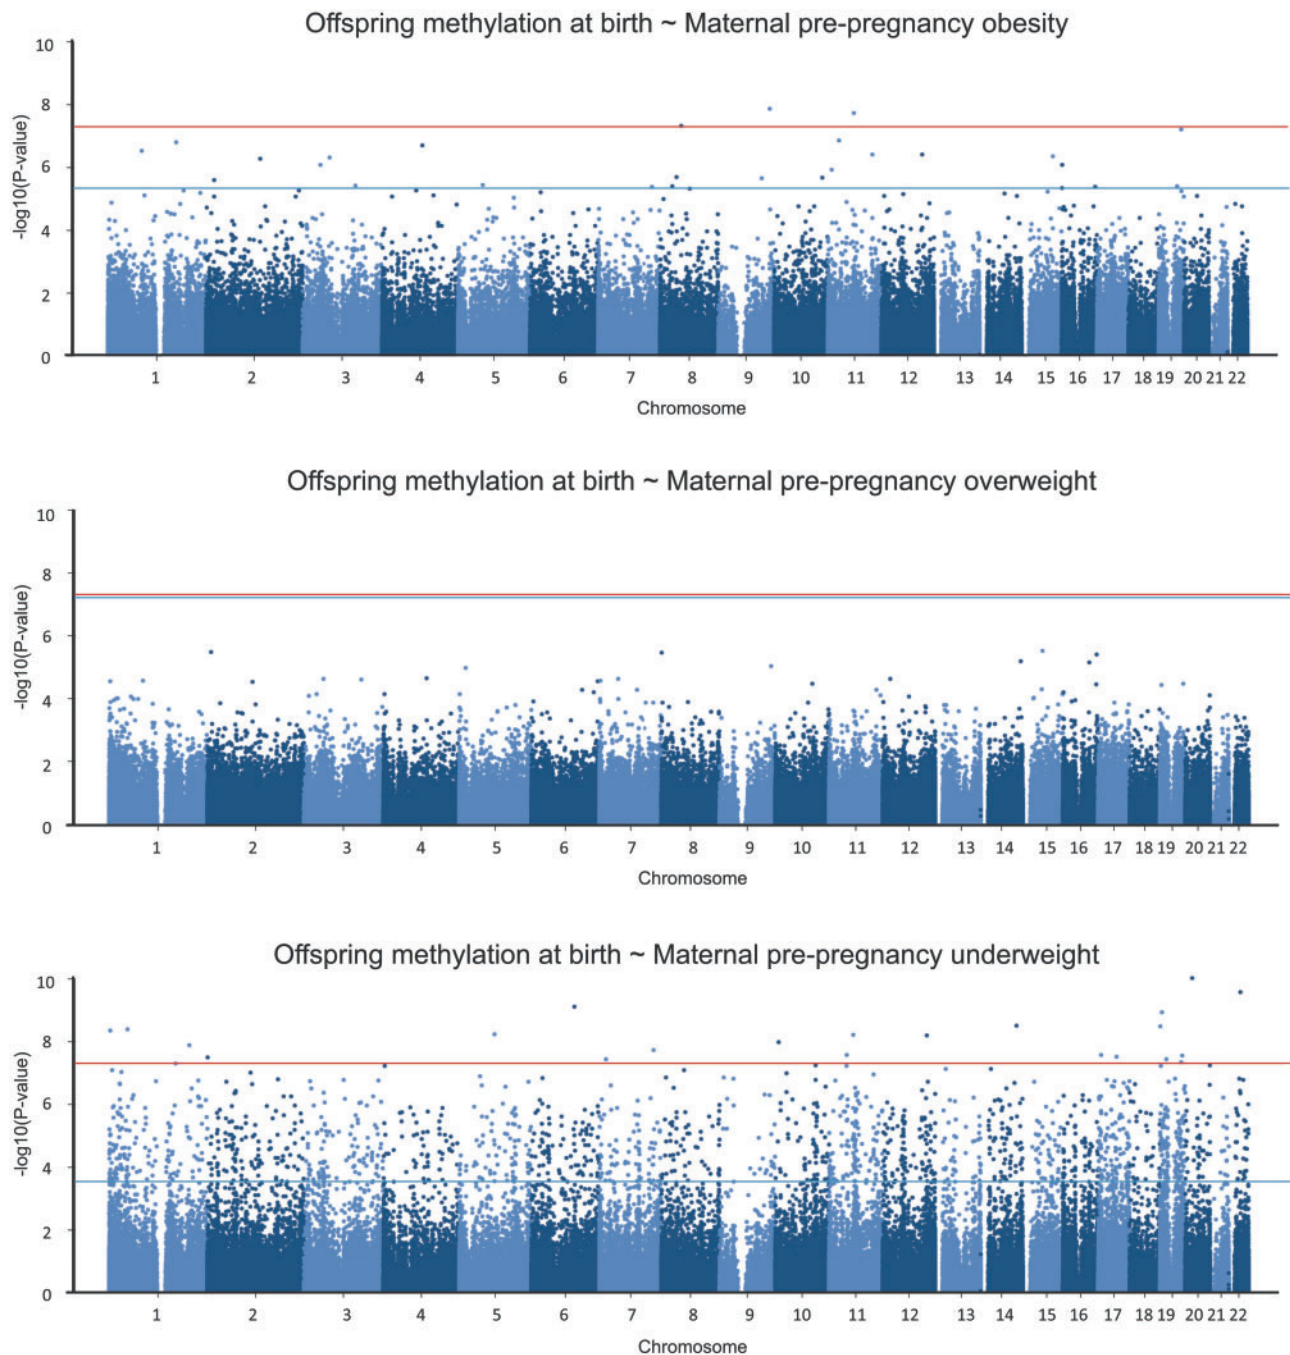 Offspring methylation at birth ~ Maternal pre-pregnancy obesity
10
8
6
4
2
0
-log10(P-value)
1 2 3 4 5 6 7 8 9 10 11 12 13 14 15 16 17 18 19 20 21 22
Chromosome
Offspring methylation at birth ~ Maternal pre-pregnancy overweight
10
8
6
4
2
0
-log10(P-value)
1 2 3 4 5 6 7 8 9 10 11 12 13 14 15 16 17 18 19 20 21 22
Chromosome
Offspring methylation at birth ~ Maternal pre-pregnancy underweight
10
8
6
4
2
0
-log10(P-value)
1 2 3 4 5 6 7 8 9 10 11 12 13 14 15 16 17 18 19 20 21 22
Chromosome